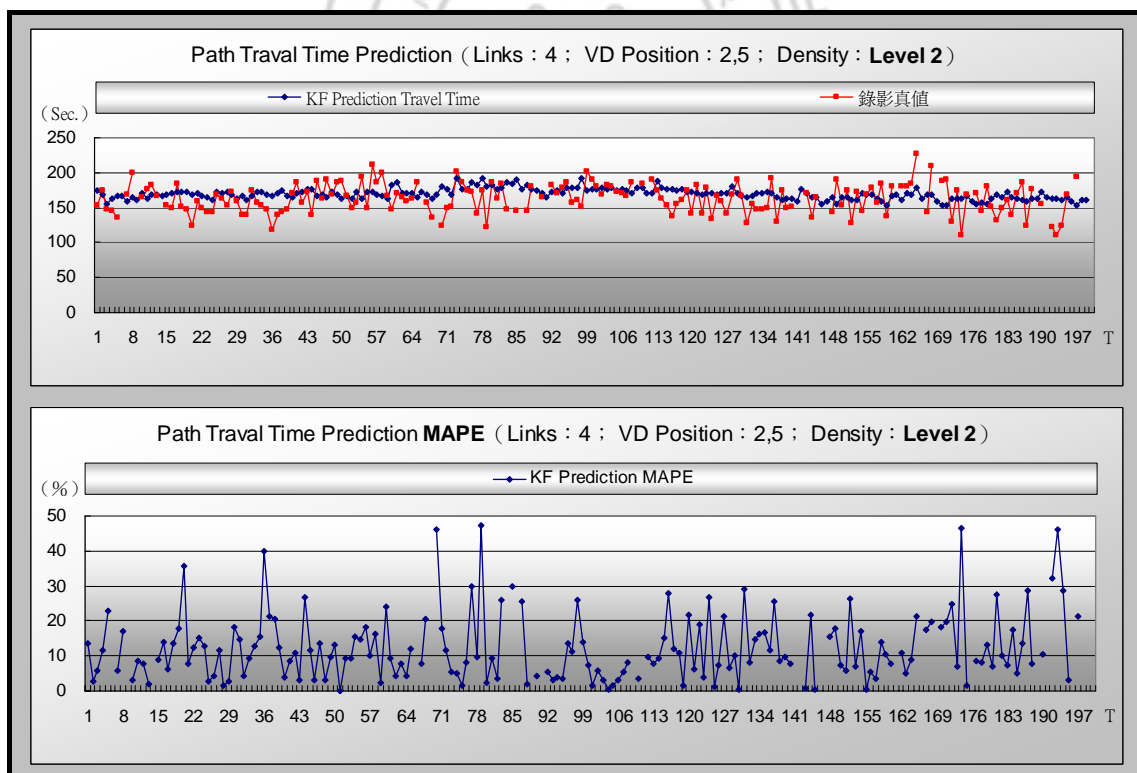 Path Traval Time Prediction（Links：4；VD Position：2,5；Density：Level 2）
KF Prediction Travel Time 錄影真値
（Sec.）
250
200
150
100
50
0
1 8 15 22 29 36 43 50 57 64 71 78 85 92 99 106 113 120 127 134 141 148 155 162 169 176 183 190 197 T
Path Traval Time Prediction MAPE（Links：4；VD Position：2,5；Density：Level 2）
KF Prediction MAPE
（%）
50
40
30
20
10
0
1 8 15 22 29 36 43 50 57 64 71 78 85 92 99 106 113 120 127 134 141 148 155 162 169 176 183 190 197 T